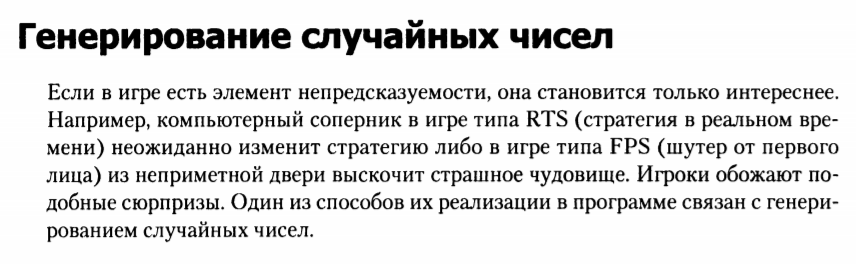 Генерирование случайных чисел
Если в игре есть элемент непредсказуемости, она становится только интереснее.
Например, компьютерный соперник в игре типа RTS (стратегия в реальном вре-
мени) неожиданно изменит стратегию либо в игре типа FPS (шутер от первого
лица) из неприметной двери выскочит страшное чудовище. Игроки обожают по-
добные сюрпризы. Один из способов их реализации в программе связан с генери-
рованием случайных чисел.